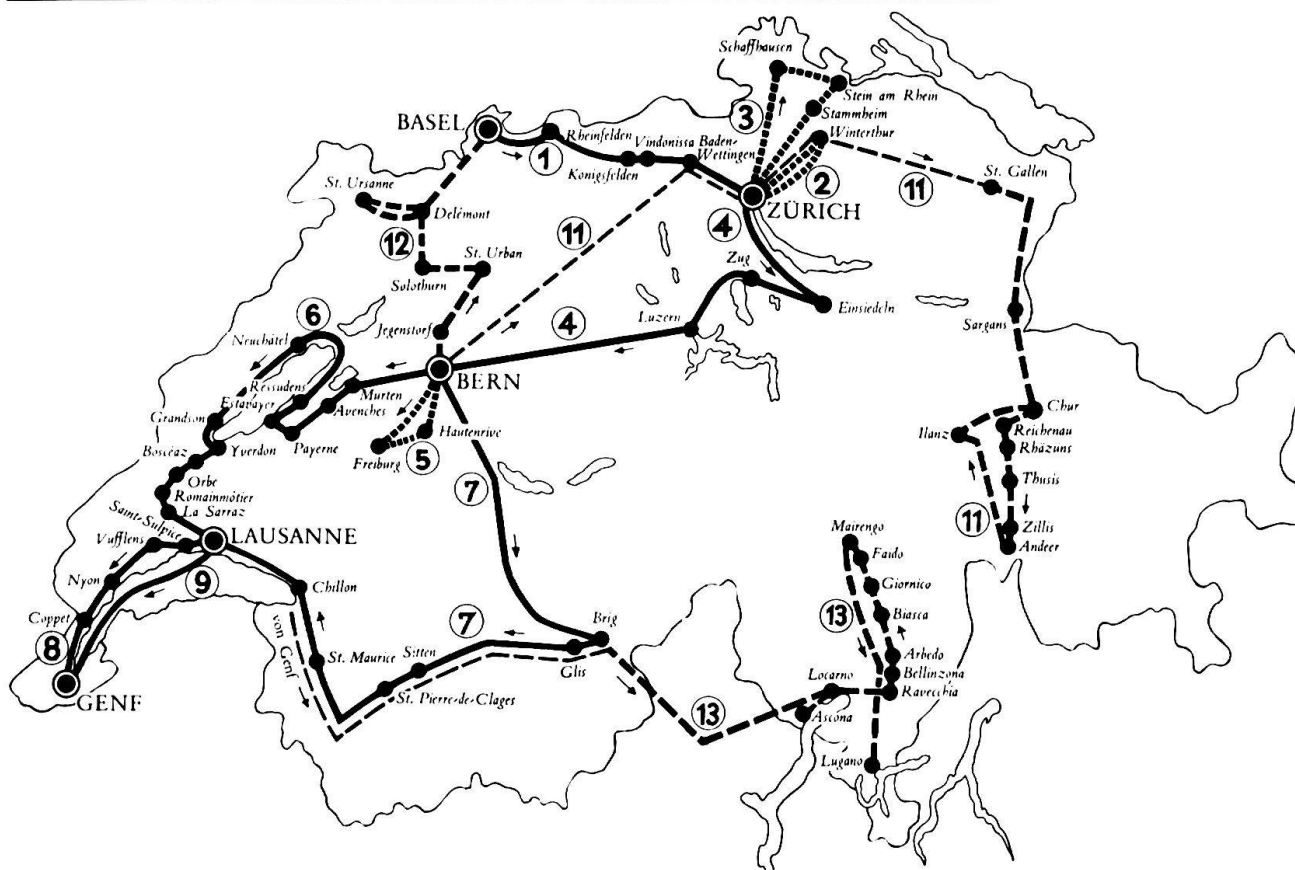 Schaffhausen
Stein am Rhein
Stammheim
3
BASEL
Rheinfelden
Vindonissa
Baden-
Wettingen
Winterthur
1
Königsfelden
2
11
St. Gallen
St. Ursanne
ZÜRICH
Delémont
4
11
12
St. Urban
Zug
Solothurn
6
Einsiedeln
Luzern
4
Sargans
Jegenstorf
Neuchâtel
BERN
Ressudens
Murten
Estavayer
Avenches
Chur
Grandson
Ilanz
Reichenau
Hautenrive
Rhäzuns
Payerne
Yverdon
Boscéaz
Freiburg
5
Orbe
Thusis
7
Romainmôtier
La Sarraz
11
Saint-Sulpice
Zillis
Mairengo
LAUSANNE
Vufflens
Andeer
Faido
9
Nyon
Chillon
Giornico
Coppet
13
Biasca
von Genf
7
Brig
8
Arbedo
St. Maurice
Sitten
Glis
Bellinzona
Locarno
Ravecchia
GENF
St. Pierre-de-Clages
13
Ascona
Lugano